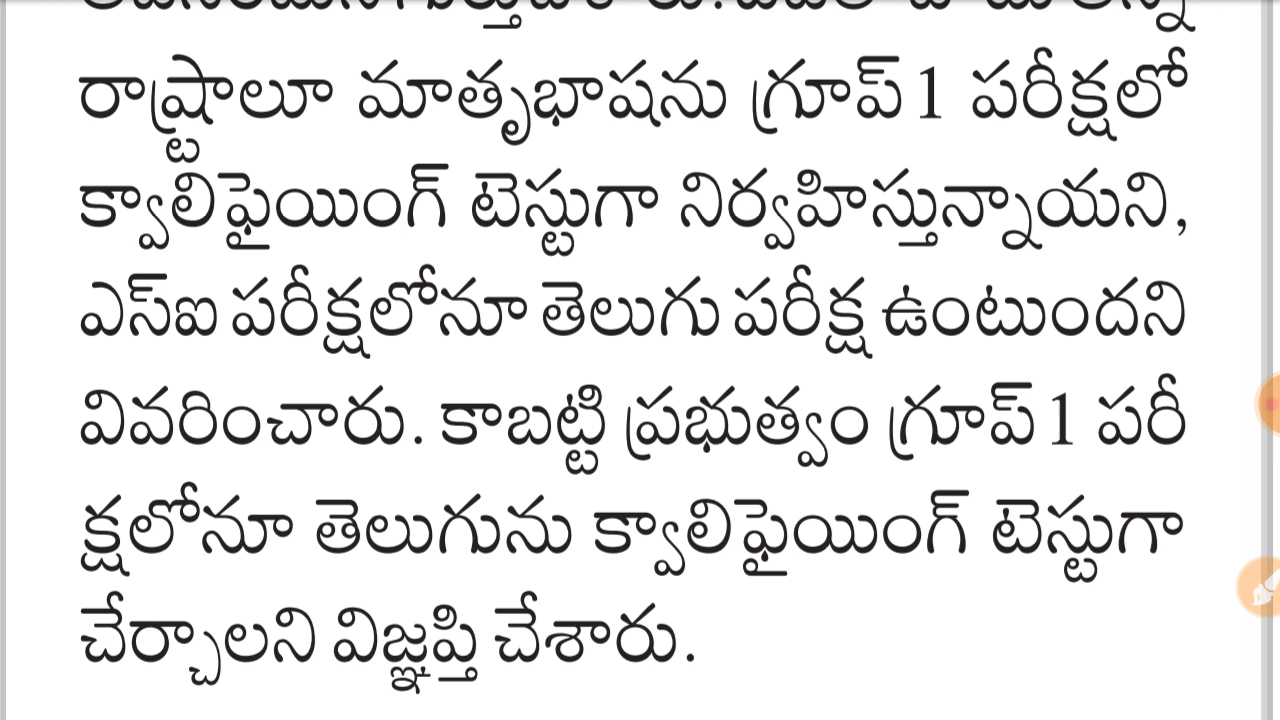 రాష్ట్రాలూ మాతృభాషను గ్రూప్ 1 పరీక్షలో
క్వాలిఫైయింగ్ టెస్టుగా నిర్వహిస్తున్నాయని,
ఎస్ఐ పరీక్షలోనూ తెలుగు పరీక్ష ఉంటుందని
వివరించారు. కాబట్టి ప్రభుత్వం గ్రూప్ 1 పరీ
క్షలోనూ తెలుగును క్వాలిఫైయింగ్ టెస్టుగా
చేర్చాలని విజ్ఞప్తి చేశారు.